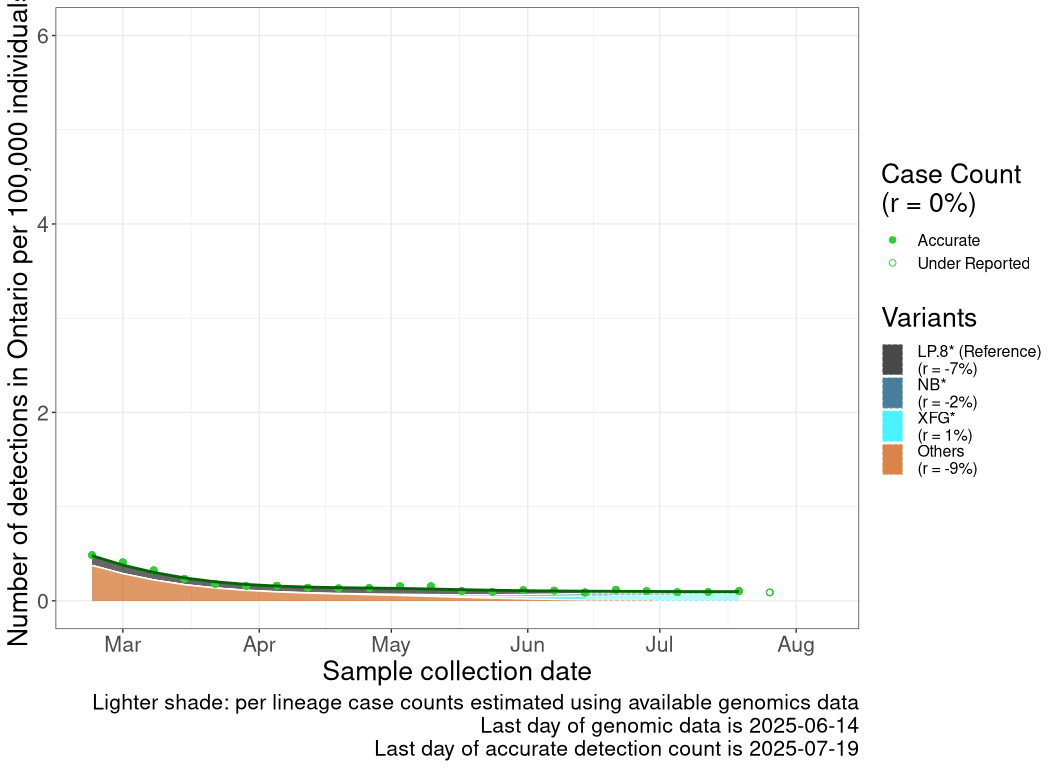 Number of detections in Ontario per 100,000 individuals
6
4
2
0
Mar Apr May Jun Jul Aug
Sample collection date
Lighter shade: per lineage case counts estimated using available genomics data
Last day of genomic data is 2025-06-14
Last day of accurate detection count is 2025-07-19
Case Count
(r = 0%)
Accurate
Under Reported
Variants
LP.8* (Reference)
(r = -7%)
NB*
(r = -2%)
XFG*
(r = 1%)
Others
(r = -9%)